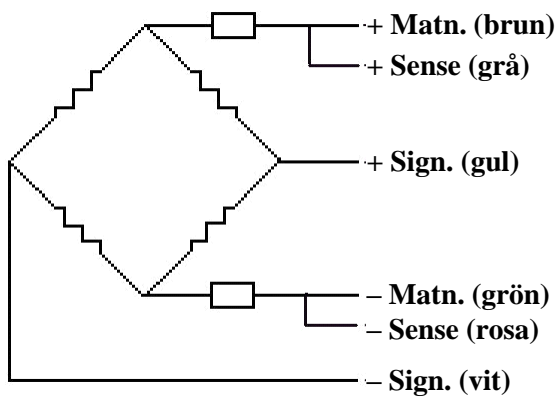 + Matn. (brun)
+ Sense (grå)
+ Sign. (gul)
– Matn. (grön)
– Sense (rosa)
– Sign. (vit)